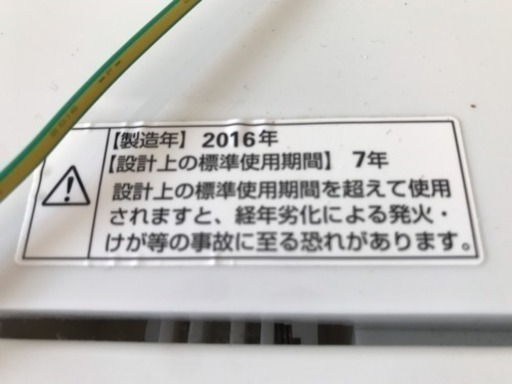 【製造年】 2016年
【設計上の標準使用期間】 7年
設計上の標準使用期間を超えて使用
されますと、経年劣化による発火・
けが等の事故に至る恐れがあります。